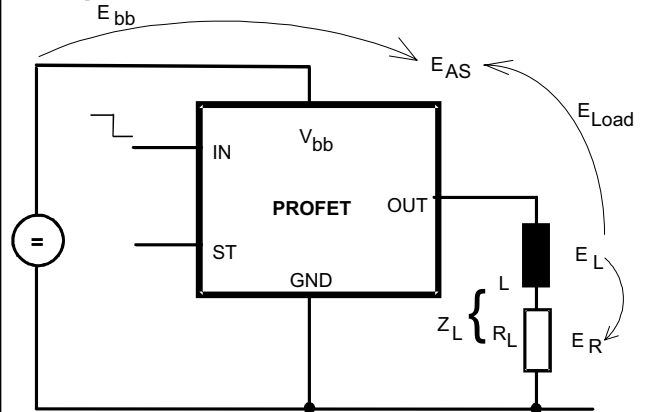 E bb
E AS
E Load
V bb
IN
PROFET
OUT
ST
GND
=
L
E L
Z L { R L
E R